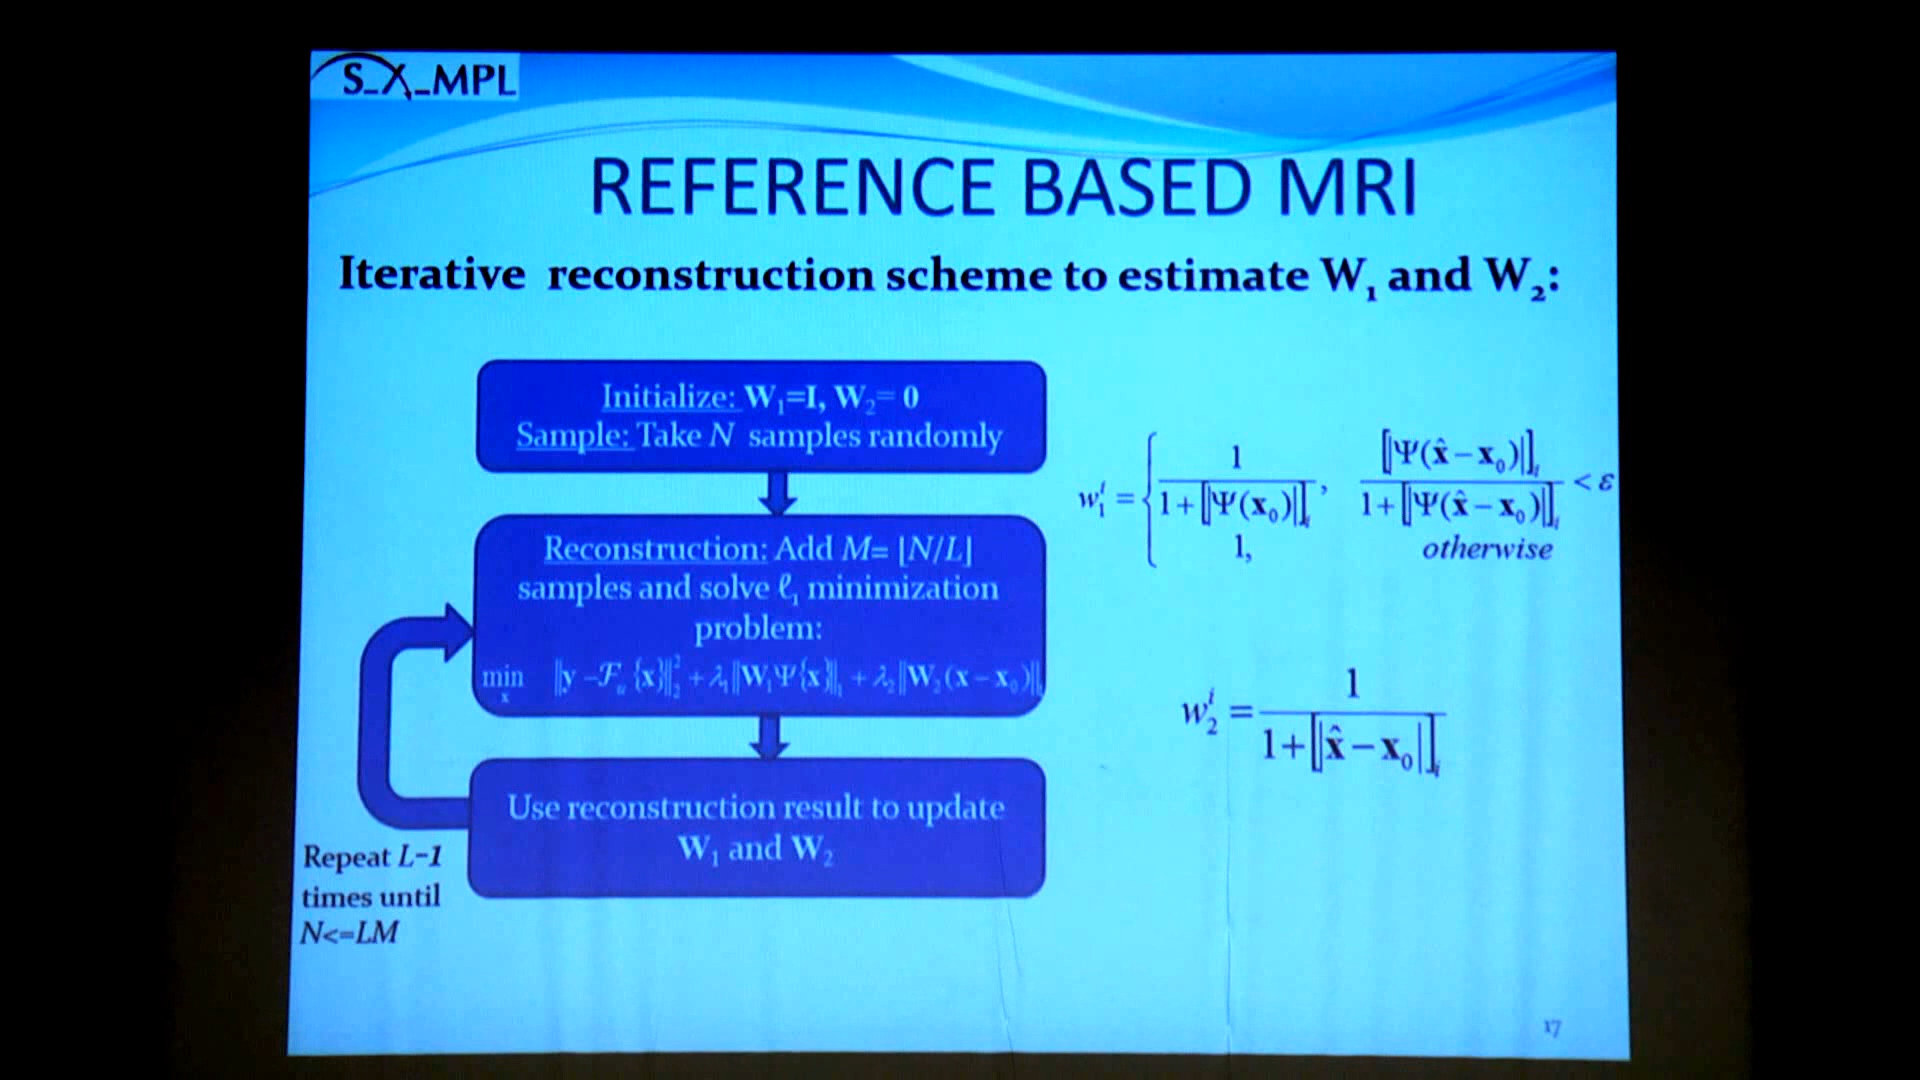 S_X_MPL
REFERENCE BASED MRI
Iterative reconstruction scheme to estimate W₁ and W₂:
Initialize: W₁=I, W₂= 0
Sample: Take N samples randomly
Reconstruction: Add M= ⌊N/L⌋
samples and solve ℓ₁ minimization
problem:
min_x ‖y − 𝓕ᵤ{x}‖₂² + λ₁‖W₁Ψ{x}‖₁ + λ₂‖W₂(x − x₀)‖₁
Use reconstruction result to update
W₁ and W₂
Repeat L-1
times until
N<=LM
w₁ⁱ = { 1 / (1+[|Ψ(x₀)|]ᵢ), [|Ψ(x̂ − x₀)|]ᵢ / (1+[|Ψ(x̂ − x₀)|]ᵢ) < ε
1, otherwise
w₂ⁱ = 1 / (1+[|x̂ − x₀|]ᵢ)
17